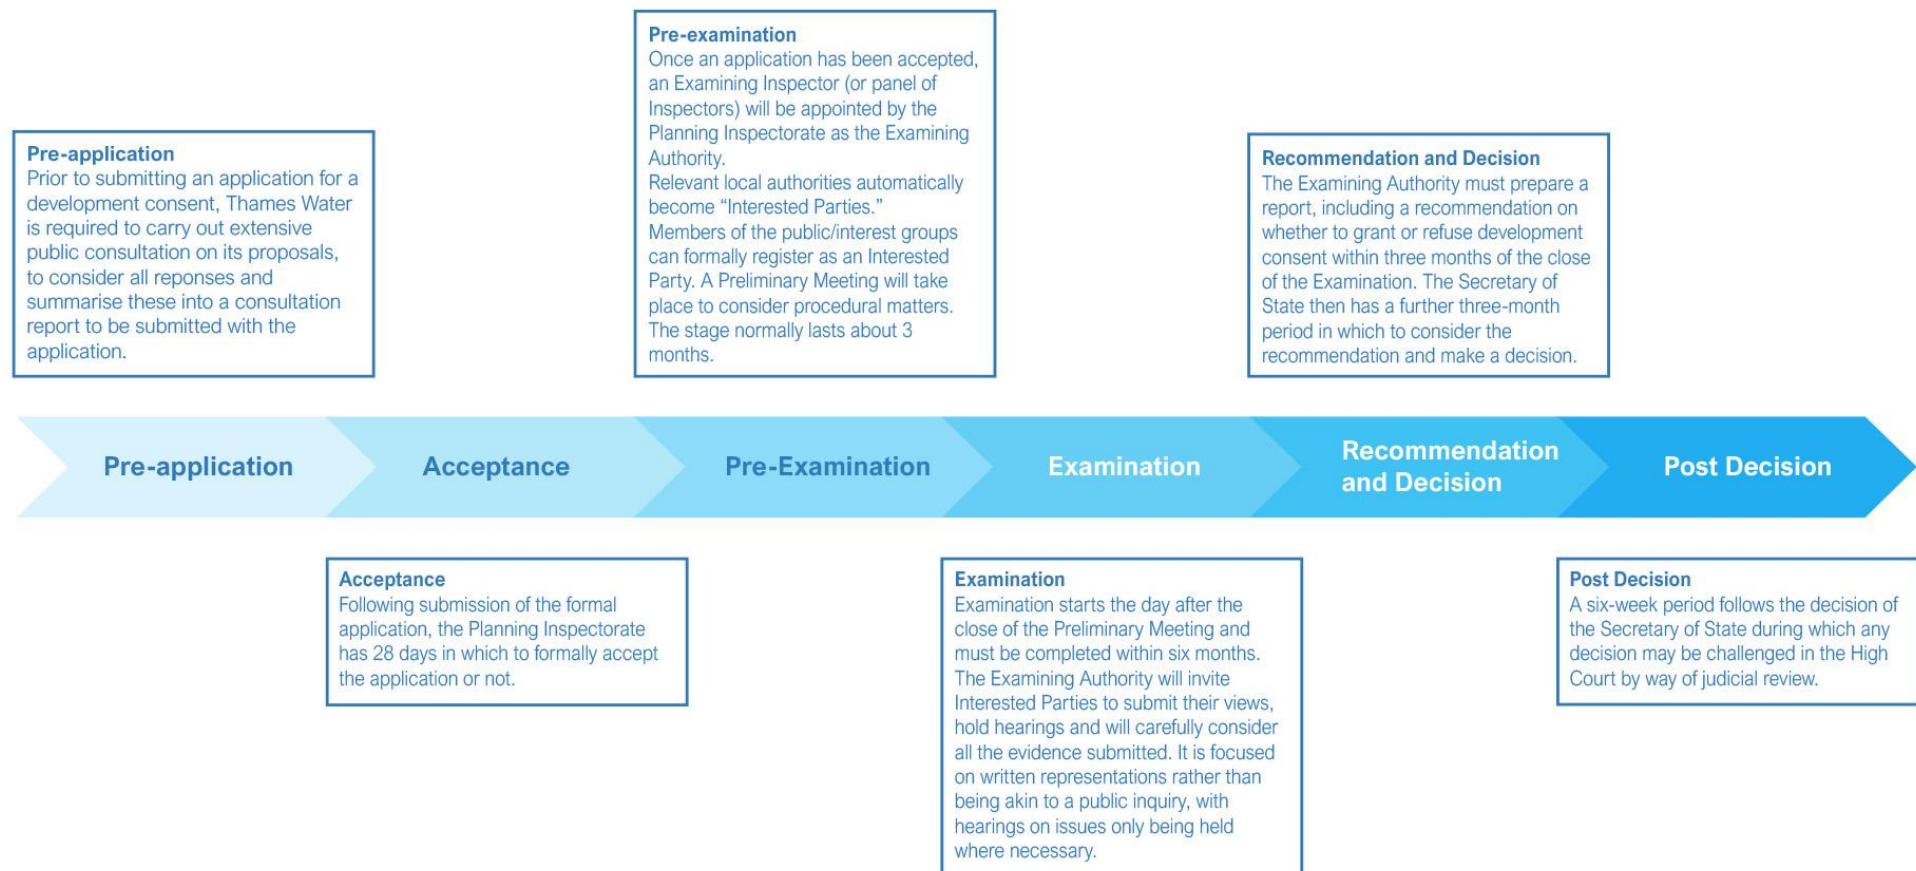 Pre-examination
Once an application has been accepted,
an Examining Inspector (or panel of
Inspectors) will be appointed by the
Planning Inspectorate as the Examining
Authority.
Relevant local authorities automatically
become “Interested Parties.”
Members of the public/interest groups
can formally register as an Interested
Party. A Preliminary Meeting will take
place to consider procedural matters.
The stage normally lasts about 3
months.
Pre-application
Prior to submitting an application for a
development consent, Thames Water
is required to carry out extensive
public consultation on its proposals,
to consider all reponses and
summarise these into a consultation
report to be submitted with the
application.
Recommendation and Decision
The Examining Authority must prepare a
report, including a recommendation on
whether to grant or refuse development
consent within three months of the close
of the Examination. The Secretary of
State then has a further three-month
period in which to consider the
recommendation and make a decision.
Pre-application
Acceptance
Pre-Examination
Examination
Recommendation
and Decision
Post Decision
Acceptance
Following submission of the formal
application, the Planning Inspectorate
has 28 days in which to formally accept
the application or not.
Examination
Examination starts the day after the
close of the Preliminary Meeting and
must be completed within six months.
The Examining Authority will invite
Interested Parties to submit their views,
hold hearings and will carefully consider
all the evidence submitted. It is focused
on written representations rather than
being akin to a public inquiry, with
hearings on issues only being held
where necessary.
Post Decision
A six-week period follows the decision of
the Secretary of State during which any
decision may be challenged in the High
Court by way of judicial review.